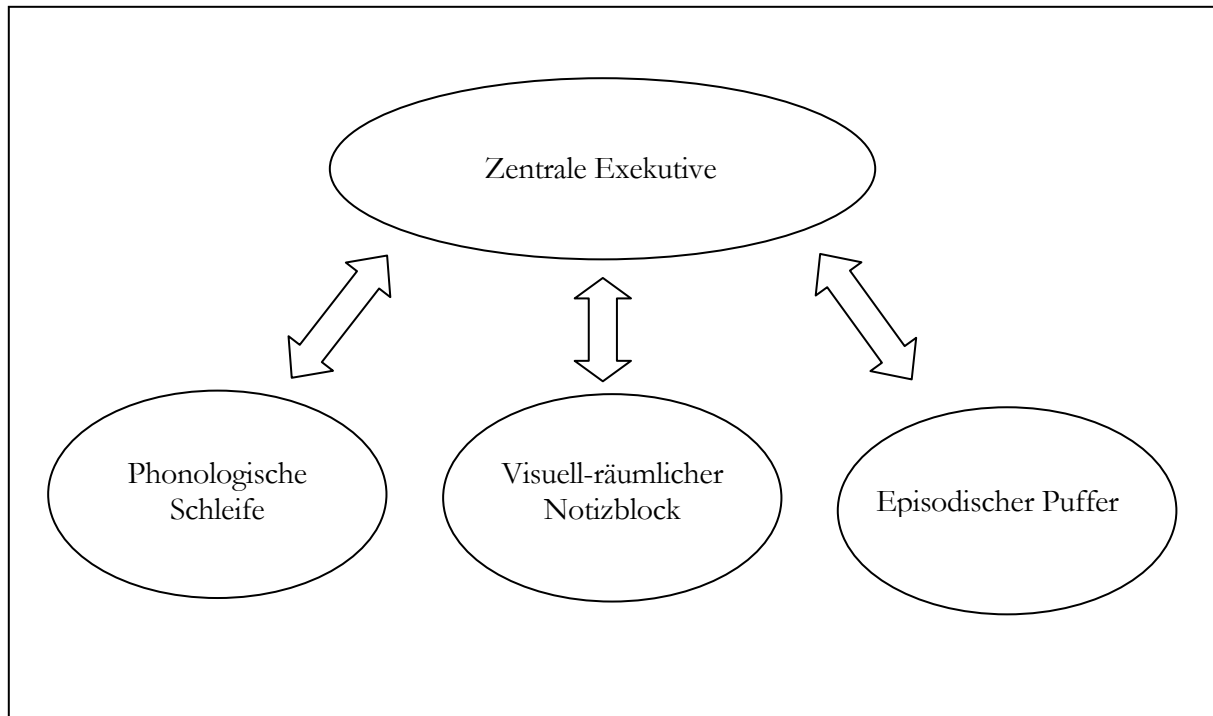 Zentrale Exekutive
Phonologische
Schleife
Visuell-räumlicher
Notizblock
Episodischer Puffer